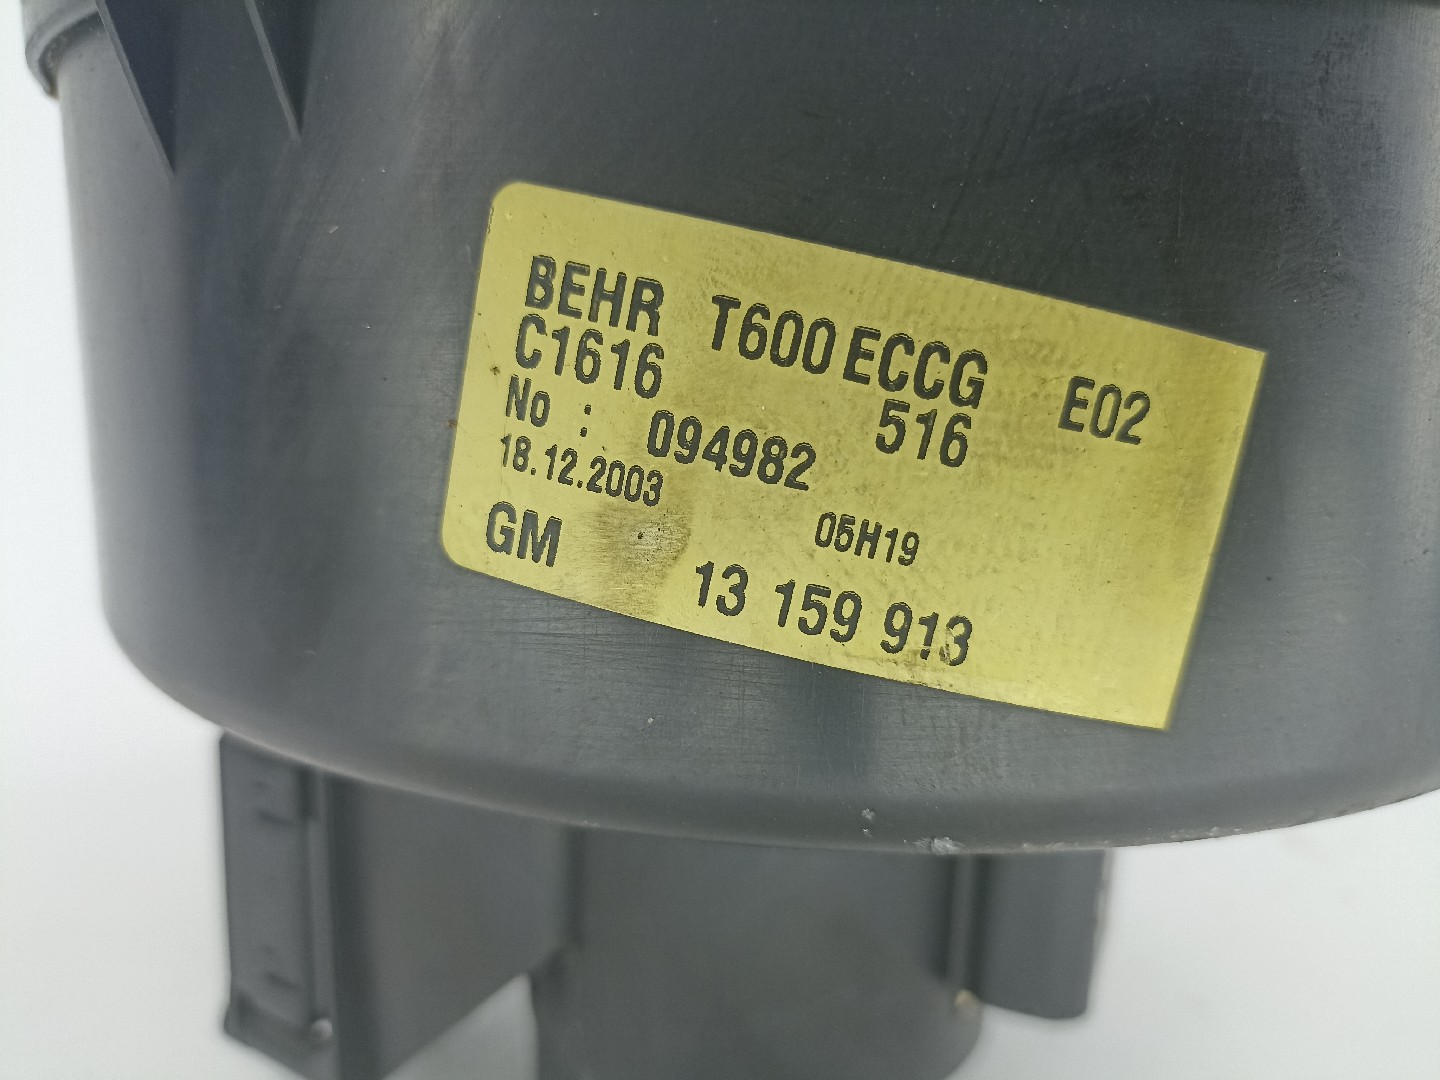 BEHR T600 ECCG E02
C1616 516
No : 094982
18.12.2003 05H19
GM 13 159 913